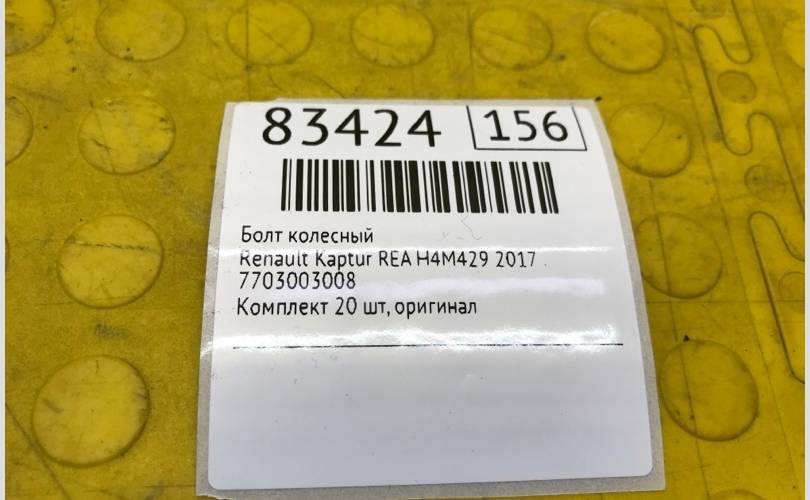 83424 156
Болт колесный
Renault Kaptur REA H4M429 2017
7703003008
Комплект 20 шт, оригинал